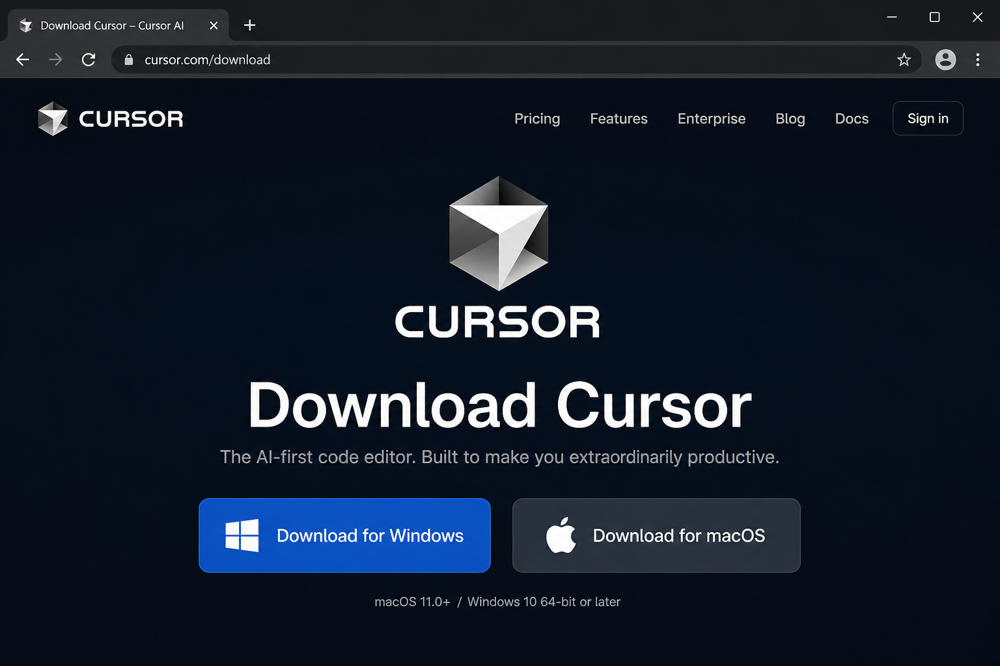 Download Cursor – Cursor AI
cursor.com/download
CURSOR
Pricing Features Enterprise Blog Docs Sign in
CURSOR
Download Cursor
The AI-first code editor. Built to make you extraordinarily productive.
Download for Windows Download for macOS
macOS 11.0+ / Windows 10 64-bit or later